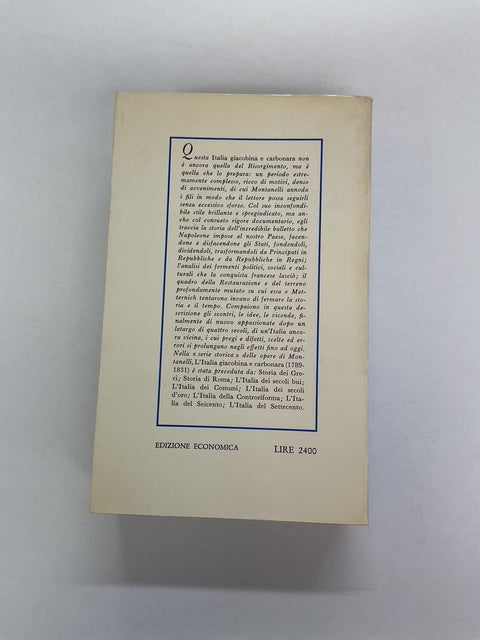 Questa Italia giacobina e carbonara non
è ancora quella del Risorgimento, ma è
quella che lo prepara: un periodo estre-
mamente complesso, ricco di motivi, denso
di avvenimenti, di cui Montanelli annoda
i fili in modo che il lettore possa seguirli
senza eccessivo sforzo. Col suo inconfondi-
bile stile brillante e spregiudicato, ma an-
che col consueto rigore documentario, egli
traccia la storia dell'incredibile balletto che
Napoleone impose al nostro Paese, facen-
done e disfacendone gli Stati, fondendoli,
dividendoli, trasformandoli da Principati in
Repubbliche e da Repubbliche in Regni;
l'analisi dei fermenti politici, sociali e cul-
turali che la conquista francese lasciò; il
quadro della Restaurazione e del terreno
profondamente mutato su cui essa e Met-
ternich tentarono invano di fermare la storia
e il tempo. Compaiono in questa de-
scrizione gli scontri, le idee, le vicende, fi-
nalmente di nuovo appassionate dopo un
letargo di quattro secoli, di un'Italia anco-
ra vicina, i cui pregi e difetti, scelte ed er-
rori si prolungano negli effetti fino ad oggi.
Nella «serie storica» delle opere di Mon-
tanelli, L'Italia giacobina e carbonara (1789-
1831) è stata preceduta da: Storia dei Gre-
ci; Storia di Roma; L'Italia dei secoli bui;
L'Italia dei Comuni; L'Italia dei secoli
d'oro; L'Italia della Controriforma; L'Ita-
lia del Seicento; L'Italia del Settecento.
EDIZIONE ECONOMICA LIRE 2400